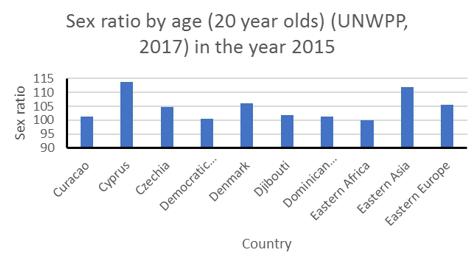 Sex ratio by age (20 year olds) (UNWPP,
2017) in the year 2015
115
110
105
100
95
90
Sex ratio
Curacao
Cyprus
Czechia
Democratic...
Denmark
Djibouti
Dominican...
Eastern Africa
Eastern Asia
Eastern Europe
Country